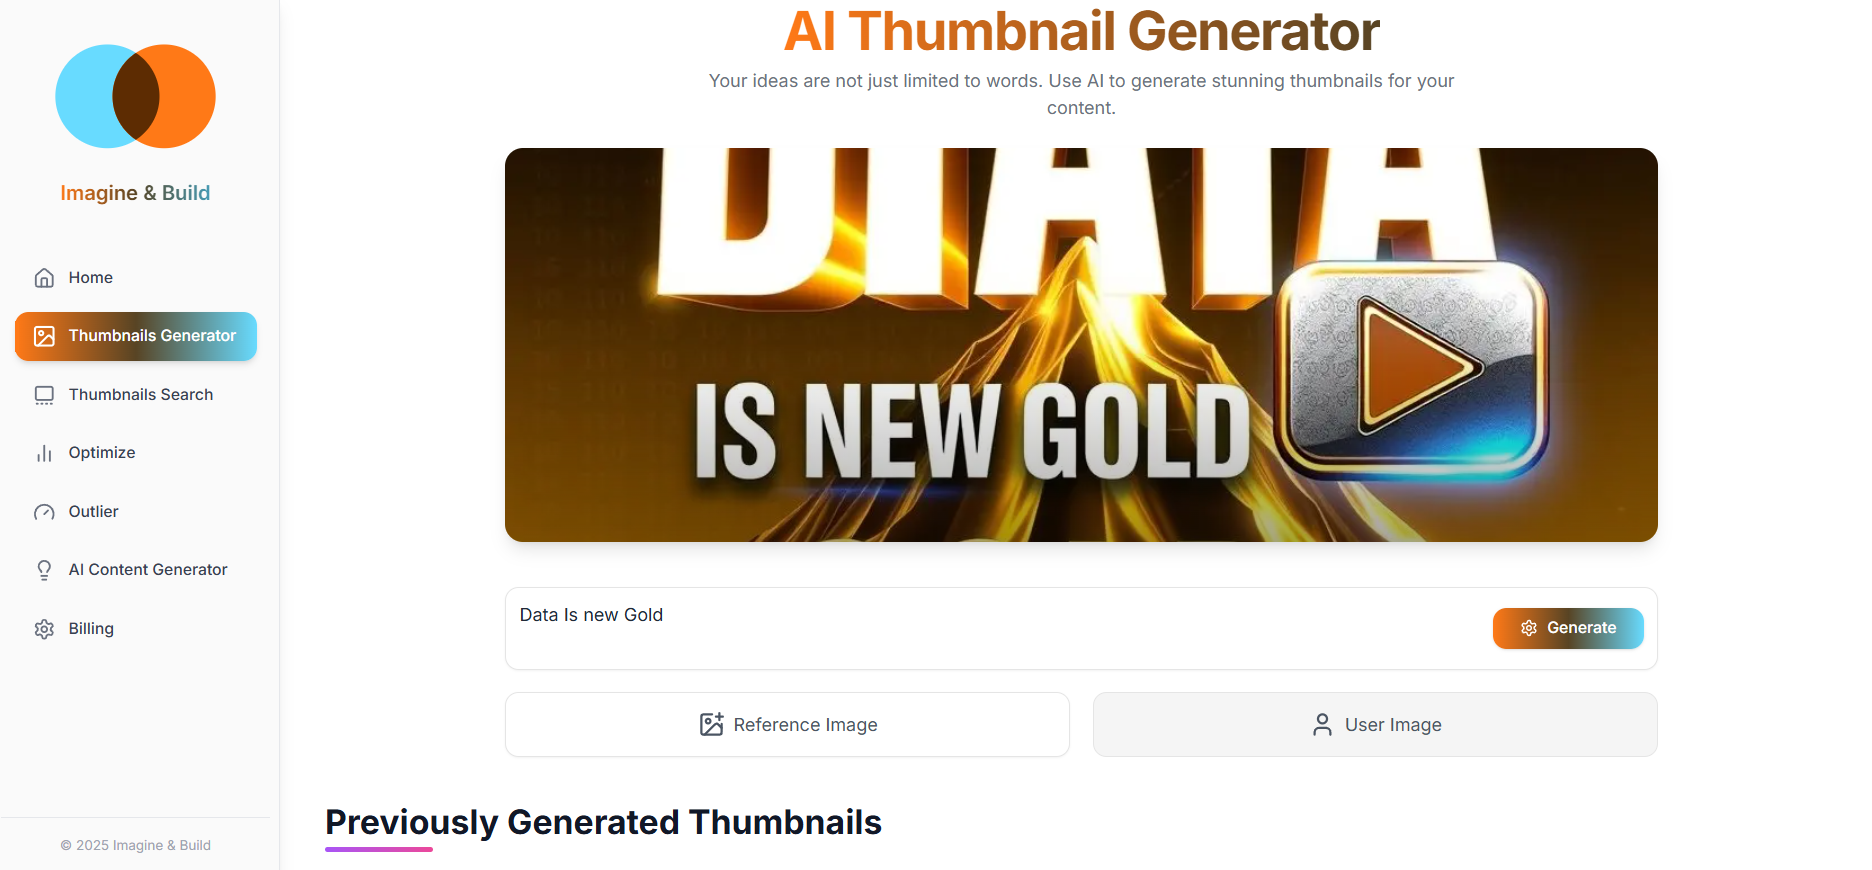 AI Thumbnail Generator
Your ideas are not just limited to words. Use AI to generate stunning thumbnails for your
content.
Imagine & Build
Home
Thumbnails Generator
Thumbnails Search
Optimize
Outlier
AI Content Generator
Billing
© 2025 Imagine & Build
DIATA
IS NEW GOLD
Data Is new Gold
Generate
Reference Image
User Image
Previously Generated Thumbnails